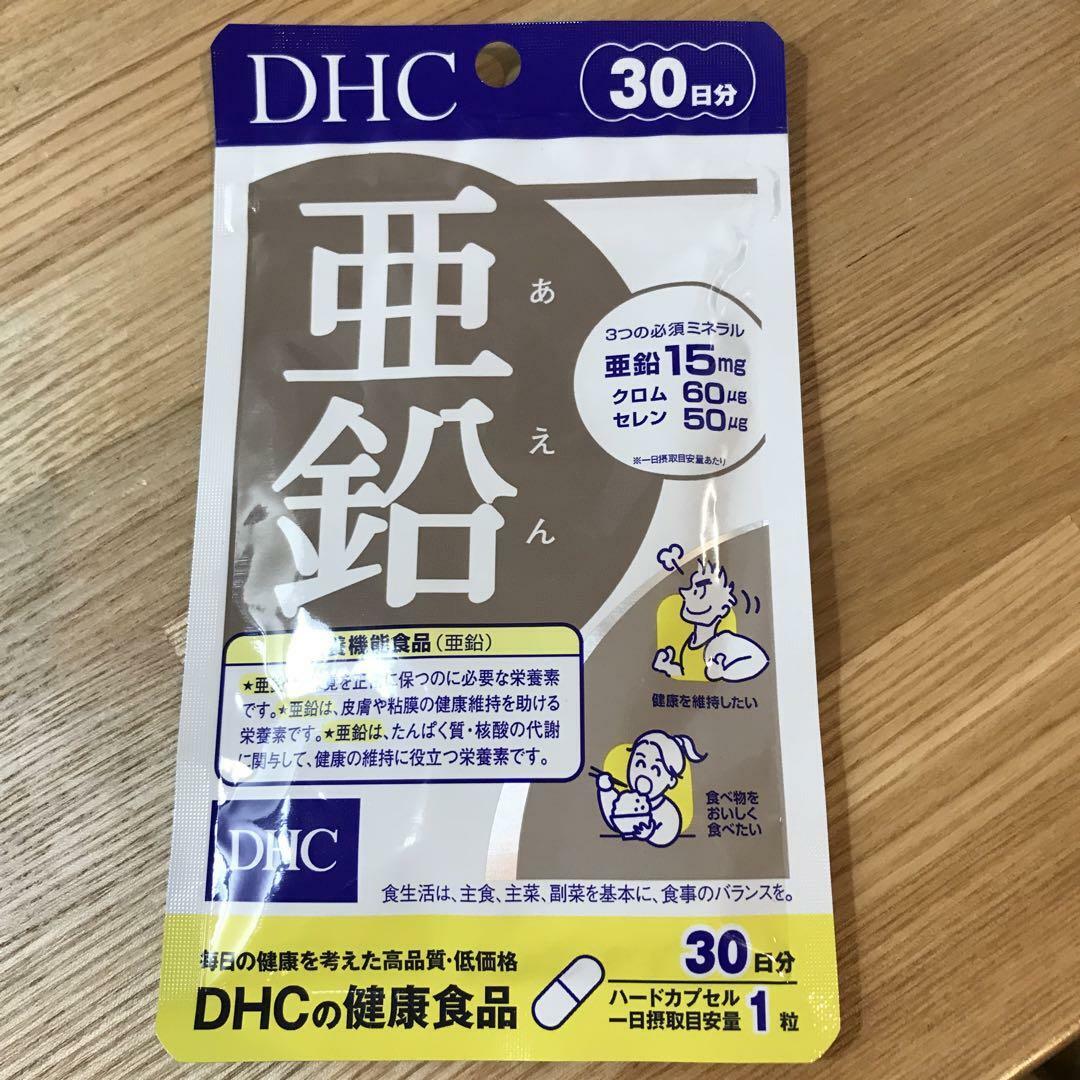 DHC
30日分
亜鉛
あえん
3つの必須ミネラル
亜鉛15mg
クロム 60μg
セレン 50μg
※一日摂取目安量あたり
機能食品(亜鉛)
★亜 を正 に保つのに必要な栄養素
です。★亜鉛は、皮膚や粘膜の健康維持を助ける
栄養素です。★亜鉛は、たんぱく質・核酸の代謝
に関与して、健康の維持に役立つ栄養素です。
健康を維持したい
食べ物を
おいしく
食べたい
DHC
食生活は、主食、主菜、副菜を基本に、食事のバランスを。
毎日の健康を考えた高品質・低価格
DHCの健康食品
30日分
ハードカプセル
一日摂取目安量 1粒